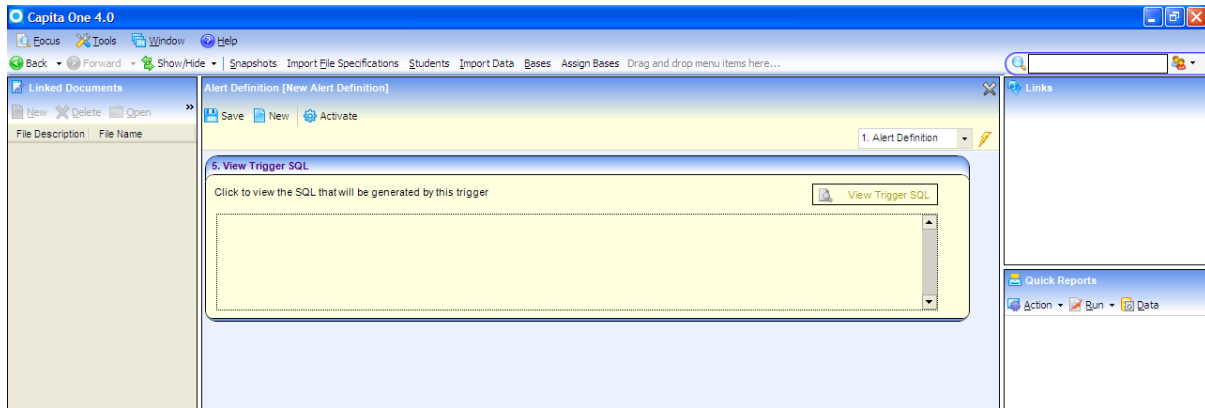 Capita One 4.0
Focus Tools Window Help
Back Forward Show/Hide Snapshots Import File Specifications Students Import Data Bases Assign Bases Drag and drop menu items here...
Linked Documents
New Delete Open »
File Description File Name
Alert Definition [New Alert Definition]
Save New Activate
1. Alert Definition
5. View Trigger SQL
Click to view the SQL that will be generated by this trigger
View Trigger SQL
Links
Quick Reports
Action Run Data